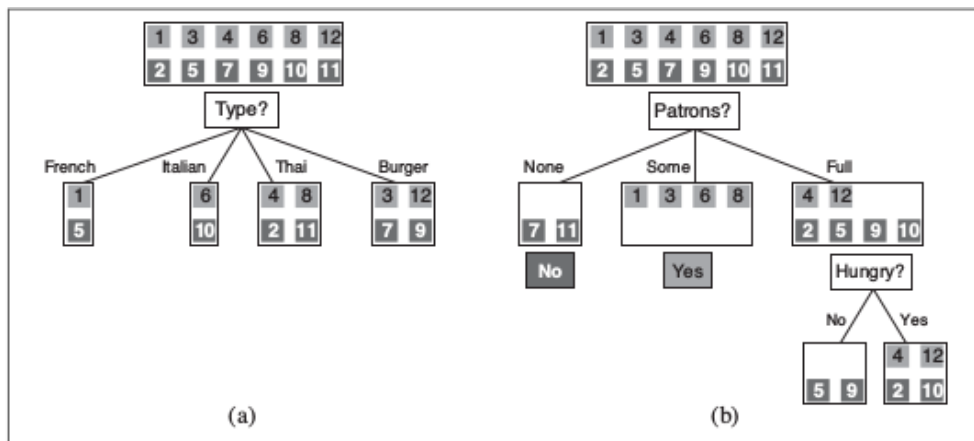 1 3 4 6 8 12
2 5 7 9 10 11
Type?
French Italian Thai Burger
1 6 4 8 3 12
5 10 2 11 7 9
(a)
1 3 4 6 8 12
2 5 7 9 10 11
Patrons?
None Some Full
1 3 6 8 4 12
7 11 2 5 9 10
No Yes Hungry?
No Yes
4 12
5 9 2 10
(b)